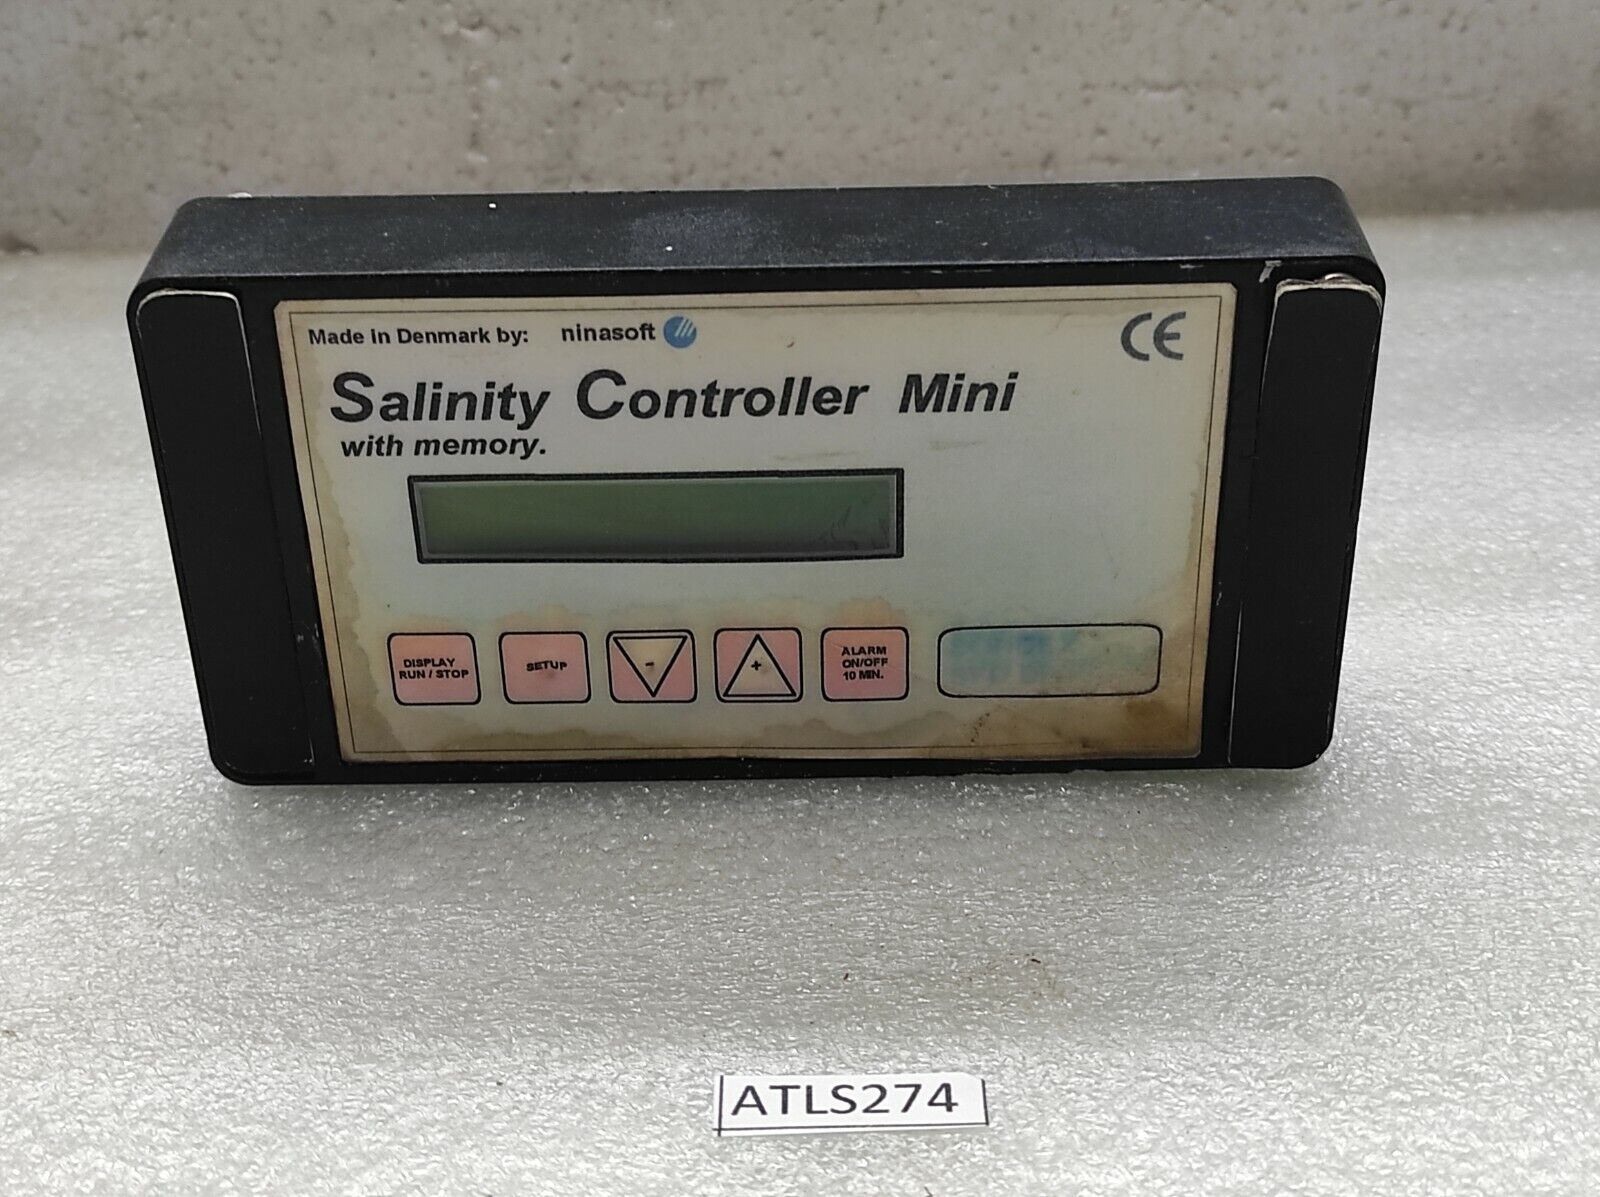 Made in Denmark by: ninasoft
CE
Salinity Controller Mini
with memory.
DISPLAY
RUN / STOP
SETUP
-
+
ALARM
ON/OFF
10 MIN.
ATLS274